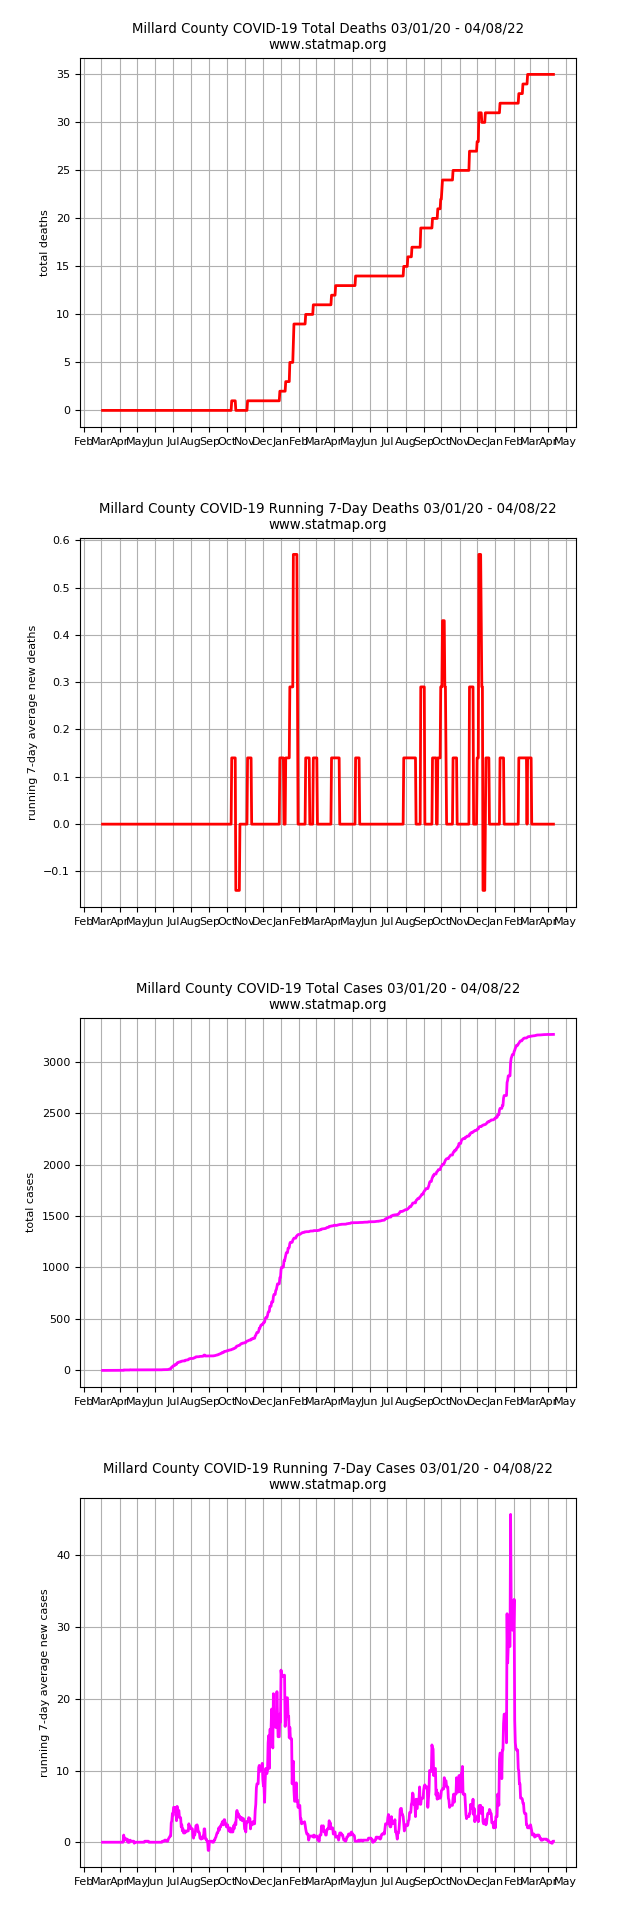 Millard County COVID-19 Total Deaths 03/01/20 - 04/08/22
www.statmap.org
35
30
25
20
15
10
5
0
total deaths
Feb Mar Apr May Jun Jul Aug Sep Oct Nov Dec Jan Feb Mar Apr May Jun Jul Aug Sep Oct Nov Dec Jan Feb Mar Apr May
Millard County COVID-19 Running 7-Day Deaths 03/01/20 - 04/08/22
www.statmap.org
0.6
0.5
0.4
0.3
0.2
0.1
0.0
−0.1
running 7-day average new deaths
Feb Mar Apr May Jun Jul Aug Sep Oct Nov Dec Jan Feb Mar Apr May Jun Jul Aug Sep Oct Nov Dec Jan Feb Mar Apr May
Millard County COVID-19 Total Cases 03/01/20 - 04/08/22
www.statmap.org
3000
2500
2000
1500
1000
500
0
total cases
Feb Mar Apr May Jun Jul Aug Sep Oct Nov Dec Jan Feb Mar Apr May Jun Jul Aug Sep Oct Nov Dec Jan Feb Mar Apr May
Millard County COVID-19 Running 7-Day Cases 03/01/20 - 04/08/22
www.statmap.org
40
30
20
10
0
running 7-day average new cases
Feb Mar Apr May Jun Jul Aug Sep Oct Nov Dec Jan Feb Mar Apr May Jun Jul Aug Sep Oct Nov Dec Jan Feb Mar Apr May